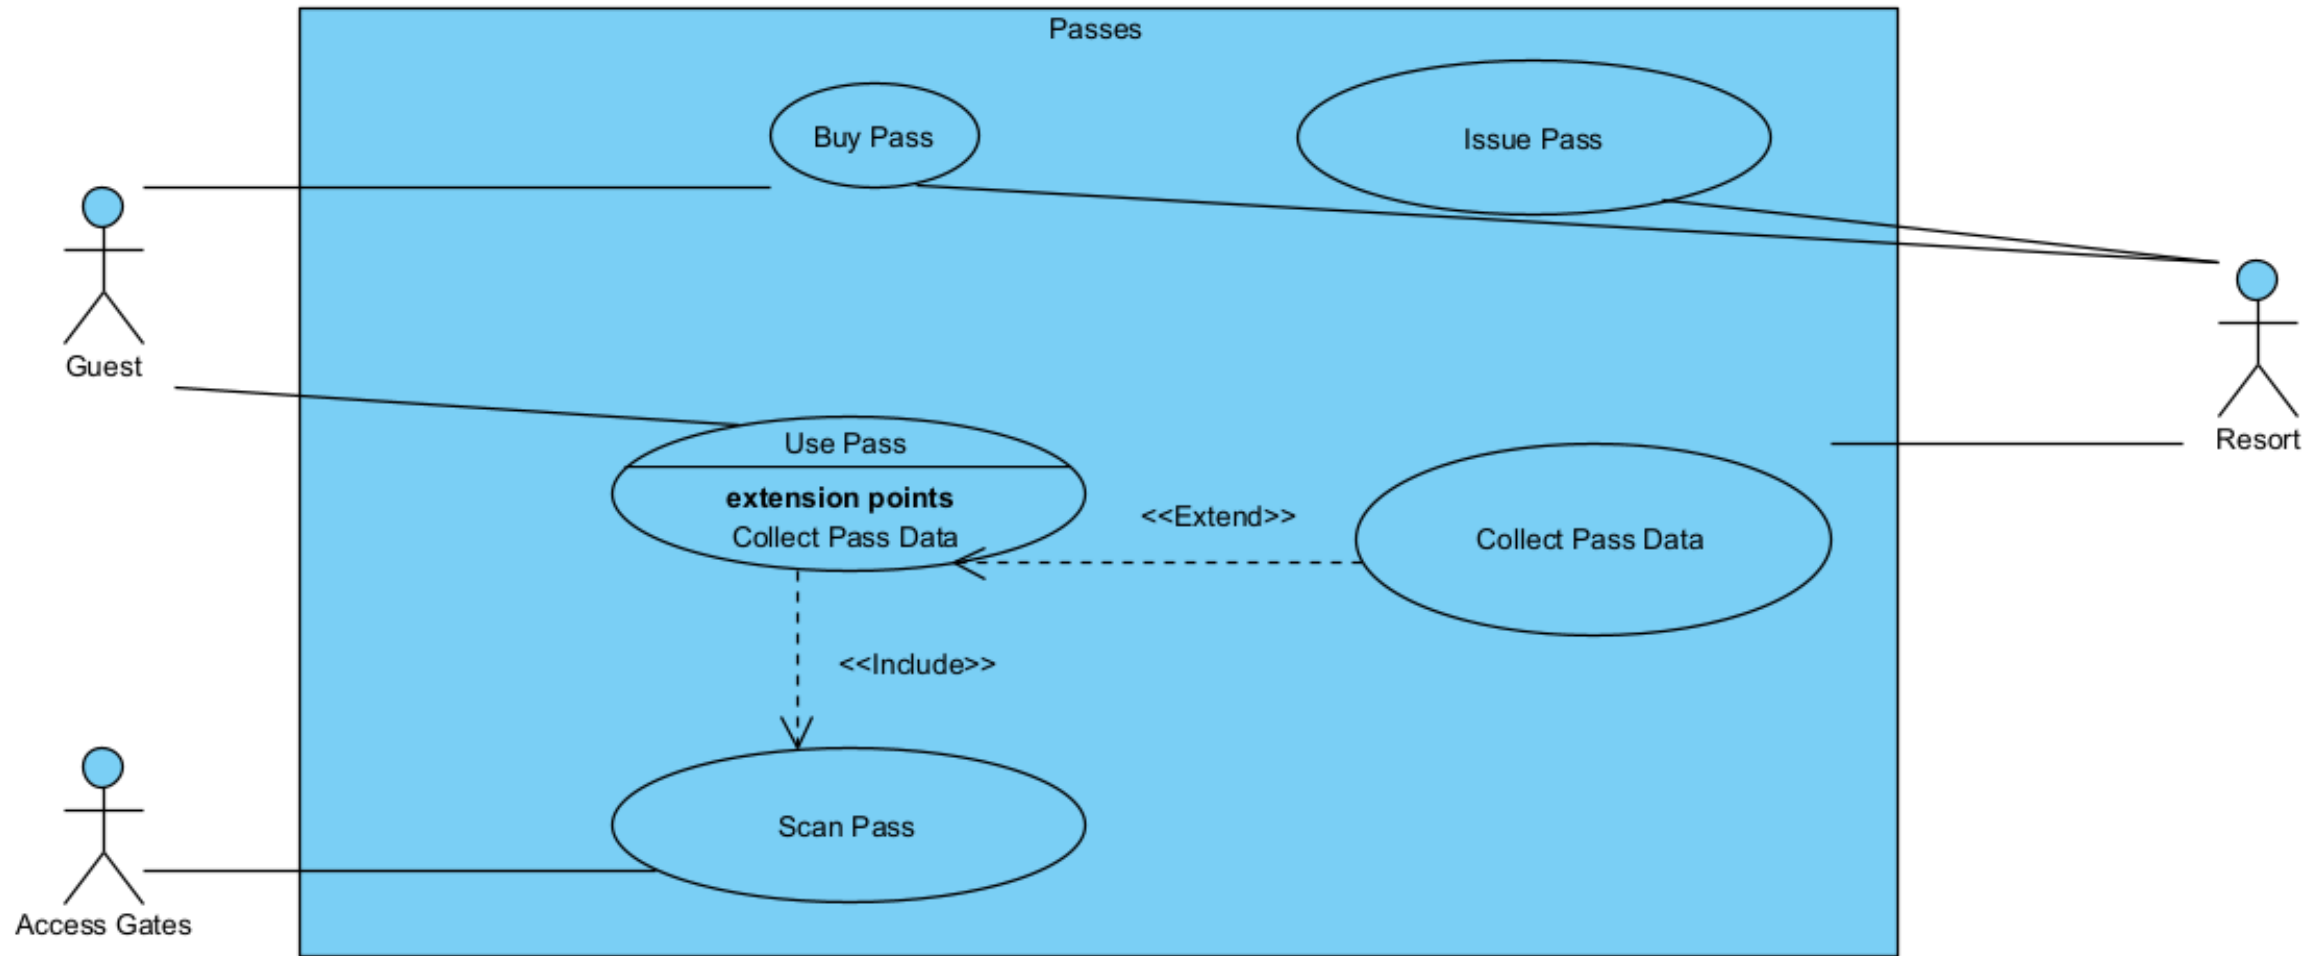 Passes
Buy Pass
Issue Pass
Guest
Resort
Use Pass
extension points
Collect Pass Data
<<Extend>>
Collect Pass Data
<<Include>>
Scan Pass
Access Gates